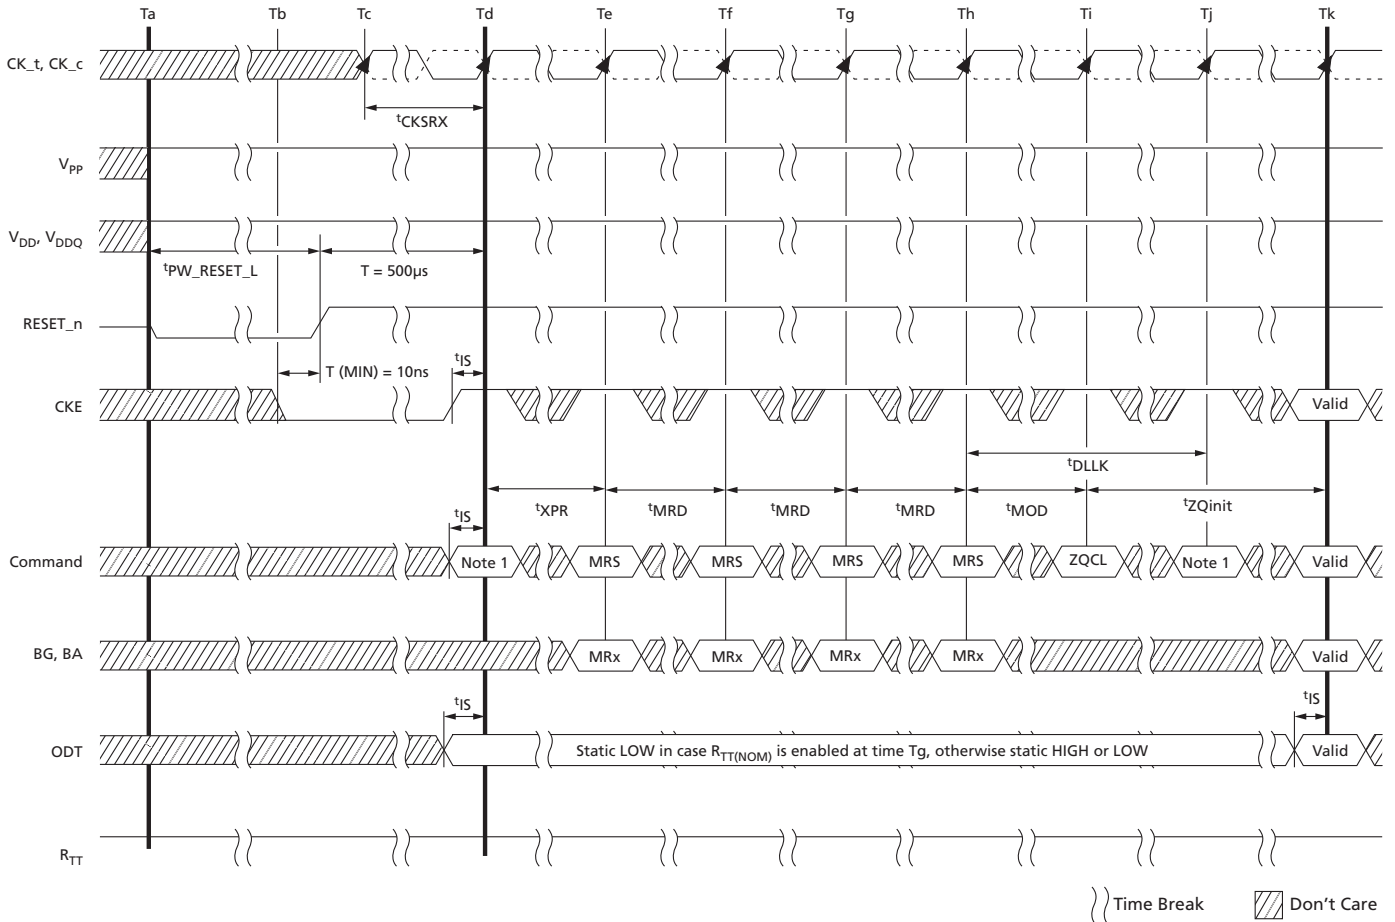 Ta Tb Tc Td Te Tf Tg Th Ti Tj Tk
CK_t, CK_c
tCKSRX
VPP
VDD, VDDQ
tPW_RESET_L T = 500µs
RESET_n
tIS
T (MIN) = 10ns
CKE Valid
tDLLK
tXPR tMRD tMRD tMRD tMOD tZQinit
tIS
Command Note 1 MRS MRS MRS MRS ZQCL Note 1 Valid
BG, BA MRx MRx MRx MRx Valid
tIS tIS
ODT Static LOW in case RTT(NOM) is enabled at time Tg, otherwise static HIGH or LOW Valid
RTT
Time Break Don't Care